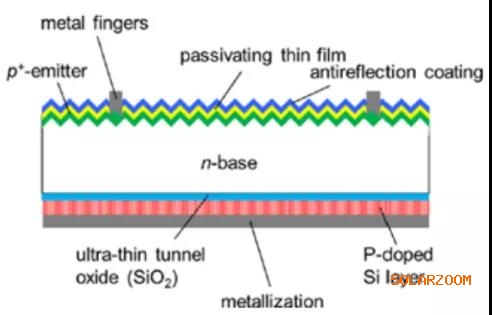 metal fingers
passivating thin film
p⁺-emitter
antireflection coating
n-base
ultra-thin tunnel
oxide (SiO₂)
P-doped
Si layer
SOLARZOOM
metallization